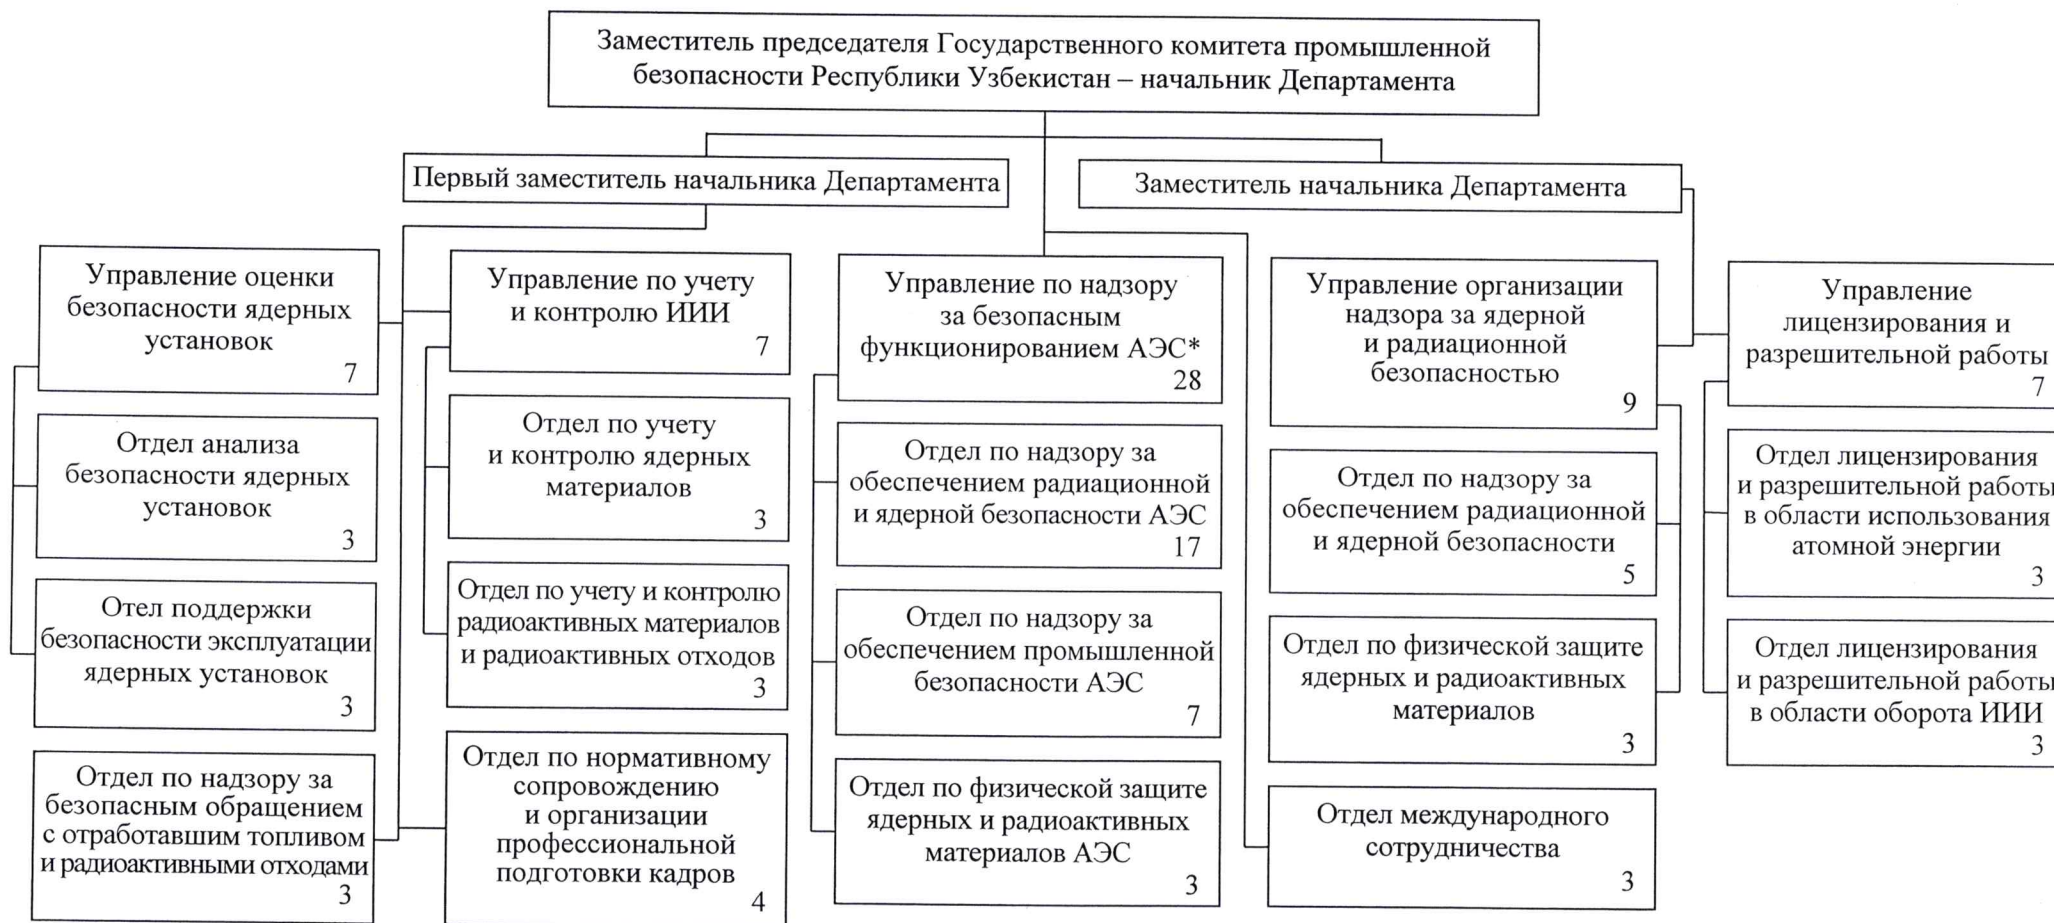 Заместитель председателя Государственного комитета промышленной
безопасности Республики Узбекистан – начальник Департамента
Первый заместитель начальника Департамента
Заместитель начальника Департамента
Управление оценки
безопасности ядерных
установок
7
Отдел анализа
безопасности ядерных
установок
3
Отел поддержки
безопасности эксплуатации
ядерных установок
3
Отдел по надзору за
безопасным обращением
с отработавшим топливом
и радиоактивными отходами
3
Управление по учету
и контролю ИИИ
7
Отдел по учету
и контролю ядерных
материалов
3
Отдел по учету и контролю
радиоактивных материалов
и радиоактивных отходов
3
Отдел по нормативному
сопровождению
и организации
профессиональной
подготовки кадров
4
Управление по надзору
за безопасным
функционированием АЭС*
28
Отдел по надзору за
обеспечением радиационной
и ядерной безопасности АЭС
17
Отдел по надзору за
обеспечением промышленной
безопасности АЭС
7
Отдел по физической защите
ядерных и радиоактивных
материалов АЭС
3
Управление организации
надзора за ядерной
и радиационной
безопасностью
9
Отдел по надзору за
обеспечением радиационной
и ядерной безопасности
5
Отдел по физической защите
ядерных и радиоактивных
материалов
3
Отдел международного
сотрудничества
3
Управление
лицензирования и
разрешительной работы
7
Отдел лицензирования
и разрешительной работы
в области использования
атомной энергии
3
Отдел лицензирования
и разрешительной работы
в области оборота ИИИ
3